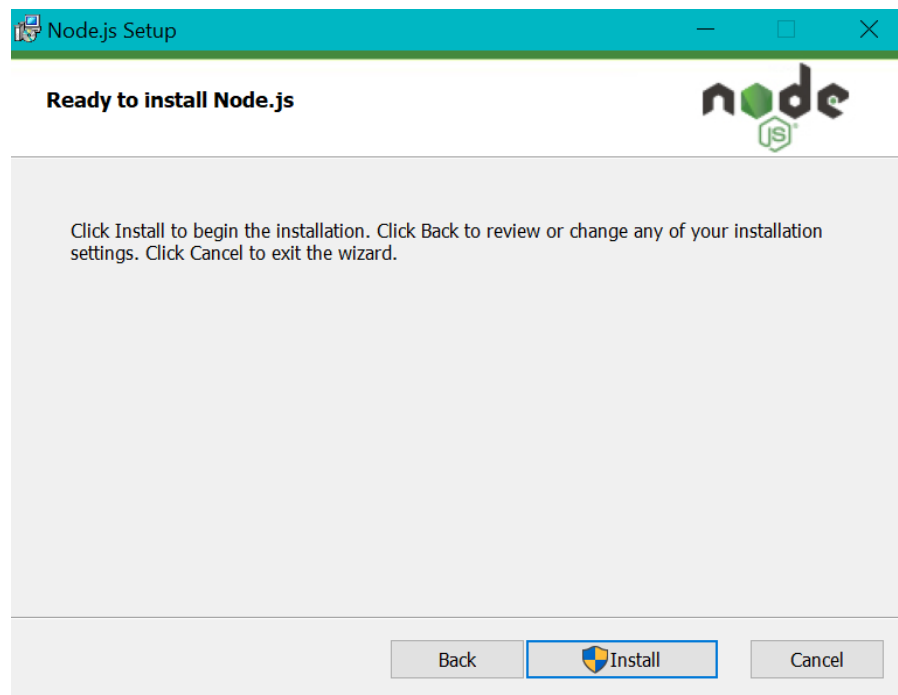 Node.js Setup
Ready to install Node.js
node
JS
Click Install to begin the installation. Click Back to review or change any of your installation
settings. Click Cancel to exit the wizard.
Back
Install
Cancel